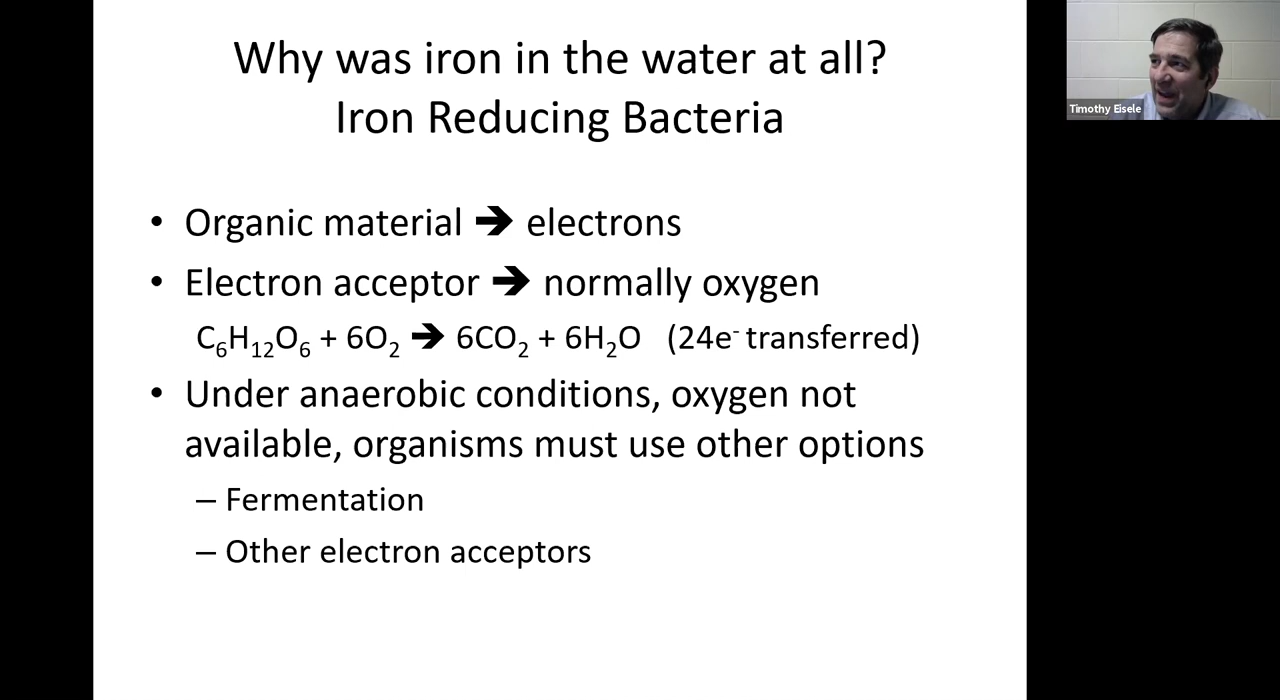 Why was iron in the water at all?
Iron Reducing Bacteria
• Organic material ➔ electrons
• Electron acceptor ➔ normally oxygen
C₆H₁₂O₆ + 6O₂ ➔ 6CO₂ + 6H₂O (24e⁻ transferred)
• Under anaerobic conditions, oxygen not
available, organisms must use other options
– Fermentation
– Other electron acceptors
Timothy Eisele